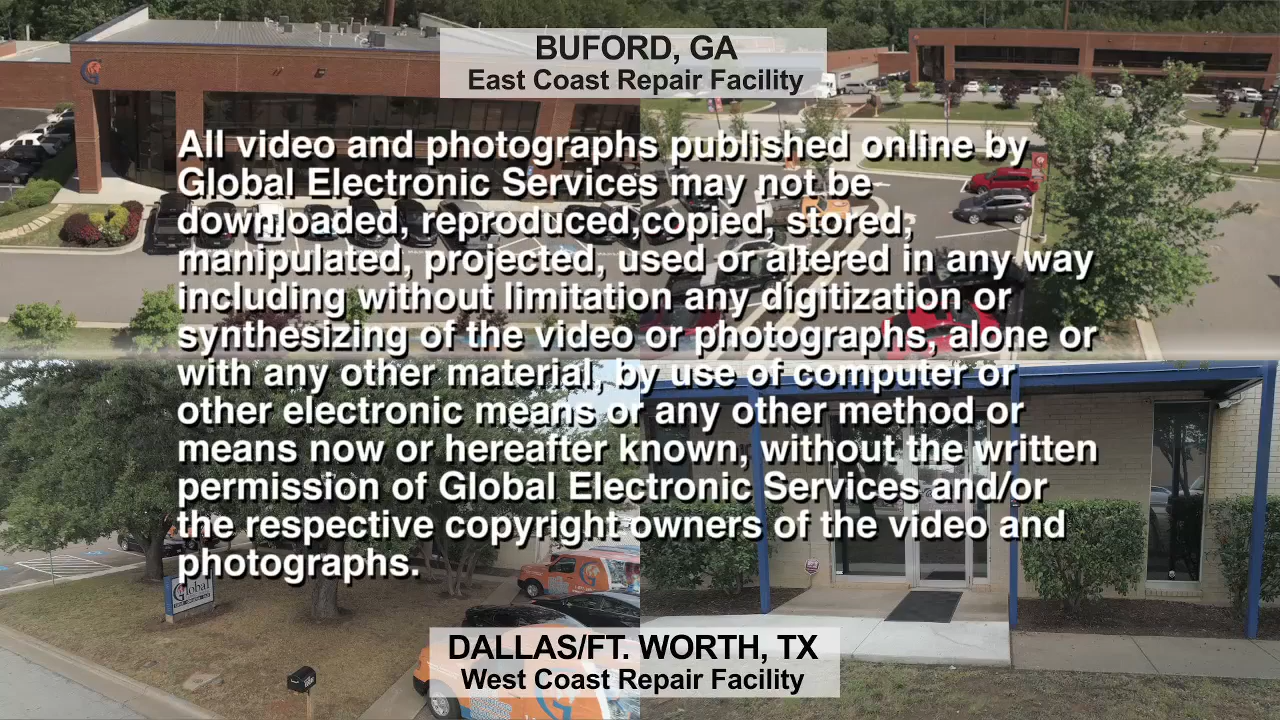 BUFORD, GA
East Coast Repair Facility
All video and photographs published online by
Global Electronic Services may not be
downloaded, reproduced,copied, stored,
manipulated, projected, used or altered in any way
including without limitation any digitization or
synthesizing of the video or photographs, alone or
with any other material, by use of computer or
other electronic means or any other method or
means now or hereafter known, without the written
permission of Global Electronic Services and/or
the respective copyright owners of the video and
photographs.
Global
DALLAS/FT. WORTH, TX
West Coast Repair Facility